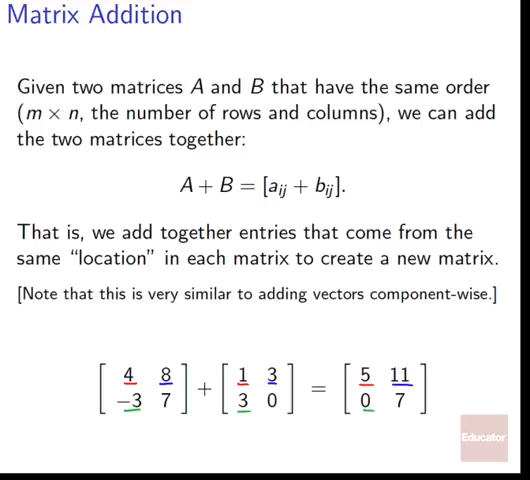 Matrix Addition
Given two matrices A and B that have the same order
(m × n, the number of rows and columns), we can add
the two matrices together:
A + B = [aᵢⱼ + bᵢⱼ].
That is, we add together entries that come from the
same “location” in each matrix to create a new matrix.
[Note that this is very similar to adding vectors component-wise.]
[ 4 8 ] + [ 1 3 ] = [ 5 11 ]
[ −3 7 ] [ 3 0 ] [ 0 7 ]
Educator